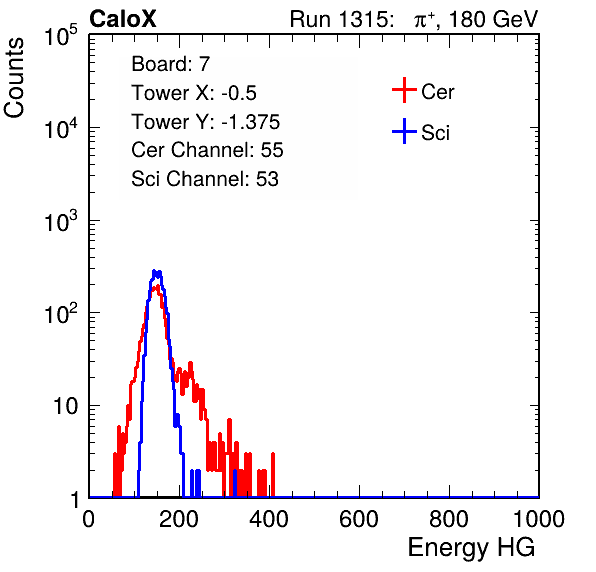 CaloX Run 1315: π⁺, 180 GeV
Board: 7
Tower X: -0.5
Tower Y: -1.375
Cer Channel: 55
Sci Channel: 53
Cer
Sci
Counts
10⁵
10⁴
10³
10²
10
1
0 200 400 600 800 1000
Energy HG